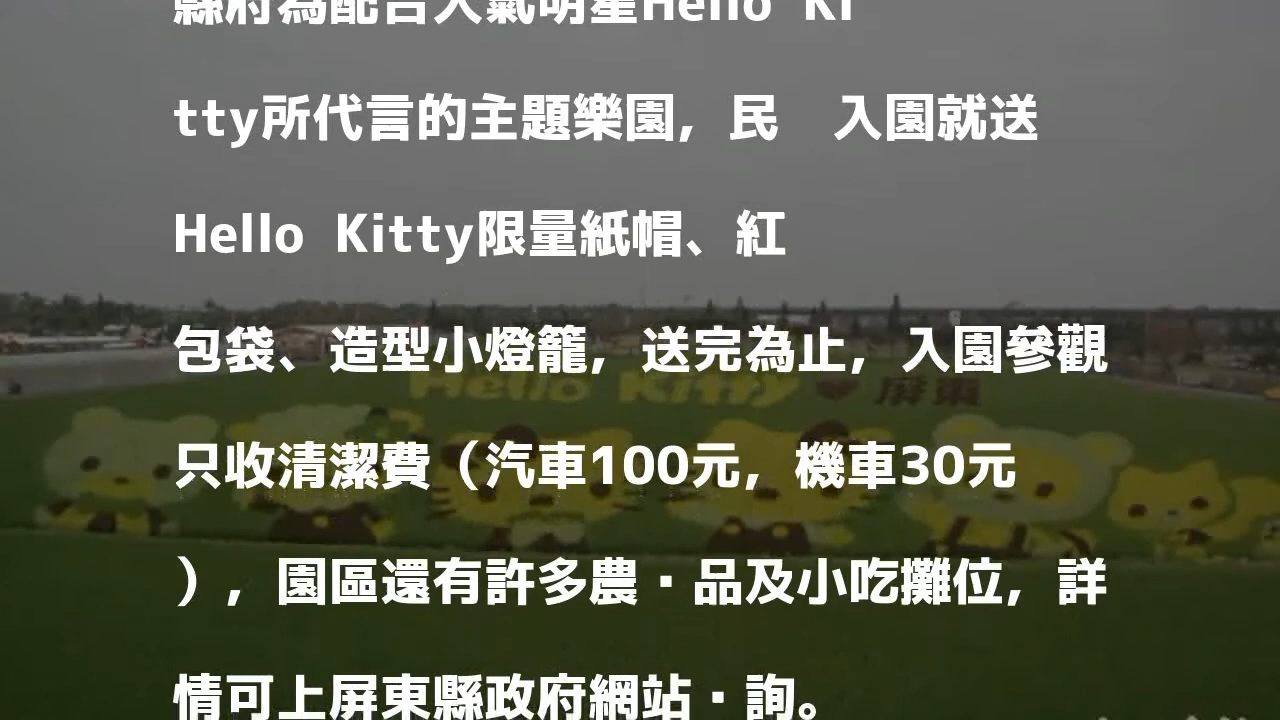 縣府為配合人氣明星Hello Ki
tty所代言的主題樂園，民　入園就送
Hello Kitty限量紙帽、紅
包袋、造型小燈籠，送完為止，入園參觀
Hello Kitty ❤ 屏東
只收清潔費（汽車100元，機車30元
），園區還有許多農・品及小吃攤位，詳
情可上屏東縣政府網站・詢。